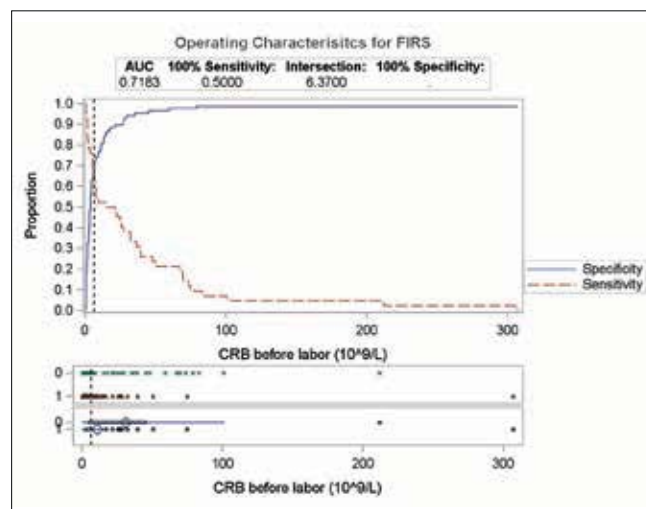 Operating Characterisitcs for FIRS
AUC 100% Sensitivity: Intersection: 100% Specificity:
0.7183 0.5000 6.3700 .
1.0
0.9
0.8
0.7
0.6
0.5
0.4
0.3
0.2
0.1
0.0
Proportion
0 100 200 300
CRB before labor (10^9/L)
Specificity
Sensitivity
0
1
0
1
0 100 200 300
CRB before labor (10^9/L)